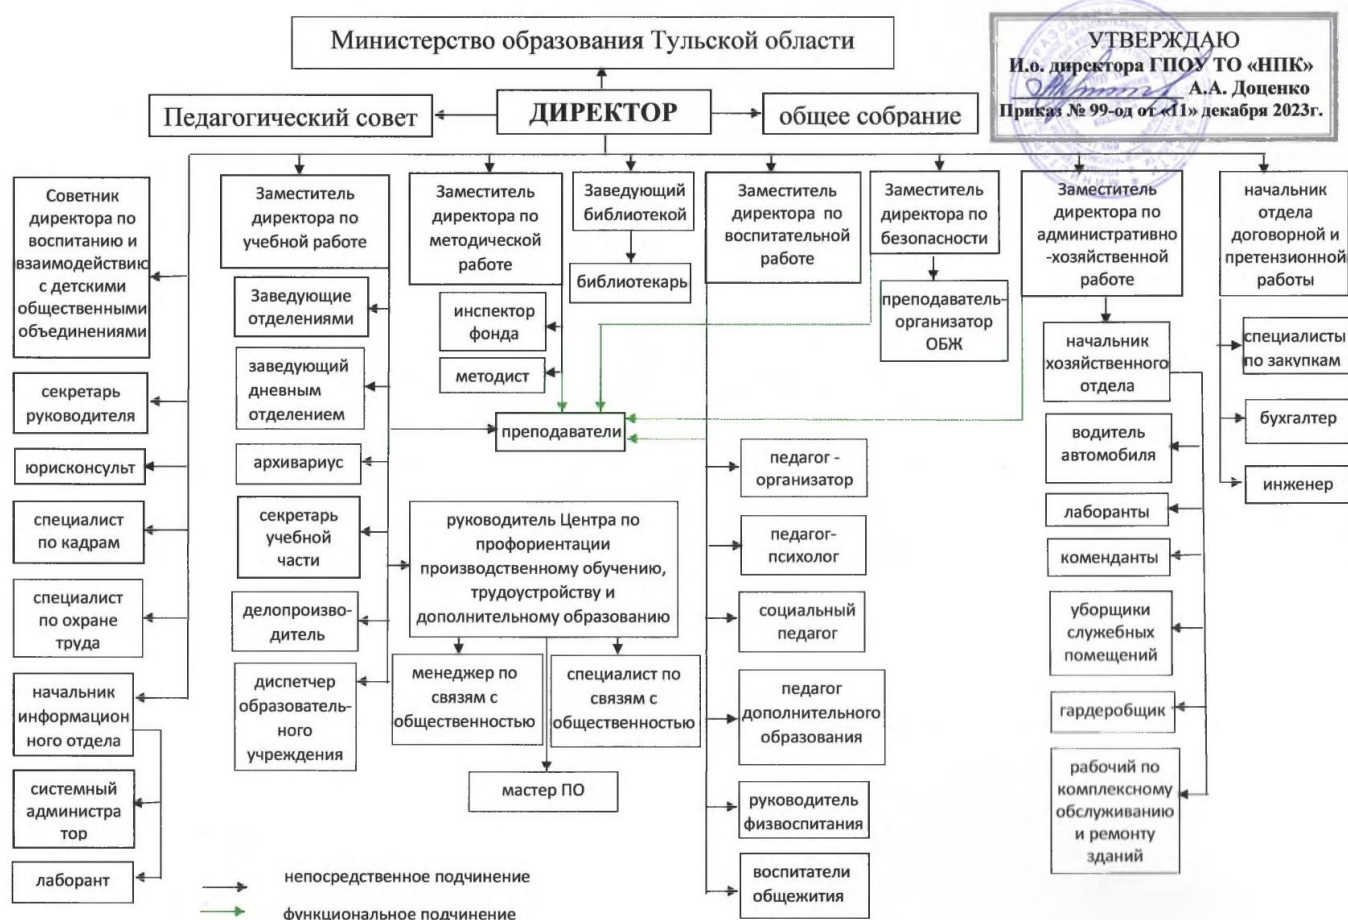 Министерство образования Тульской области
УТВЕРЖДАЮ
И.о. директора ГПОУ ТО «НПК»
А.А. Доценко
Приказ № 99-од от «11» декабря 2023г.
Педагогический совет
ДИРЕКТОР
общее собрание
Советник
директора по
воспитанию и
взаимодействию
с детскими
общественными
объединениями
секретарь
руководителя
юрисконсульт
специалист
по кадрам
специалист
по охране
труда
начальник
информацион
ного отдела
системный
администра
тор
лаборант
Заместитель
директора по
учебной работе
Заведующие
отделениями
заведующий
дневным
отделением
архивариус
секретарь
учебной
части
делопроизво-
дитель
диспетчер
образователь-
ного
учреждения
Заместитель
директора по
методической
работе
инспектор
фонда
методист
Заведующий
библиотекой
библиотекарь
преподаватели
руководитель Центра по
профориентации
производственному обучению,
трудоустройству и
дополнительному образованию
менеджер по
связям с
общественностью
специалист по
связям с
общественностью
мастер ПО
Заместитель
директора по
воспитательной
работе
педагог -
организатор
педагог-
психолог
социальный
педагог
педагог
дополнительного
образования
руководитель
физвоспитания
воспитатели
общежития
Заместитель
директора по
безопасности
преподаватель-
организатор
ОБЖ
Заместитель
директора по
административно
-хозяйственной
работе
начальник
хозяйственного
отдела
водитель
автомобиля
лаборанты
коменданты
уборщики
служебных
помещений
гардеробщик
рабочий по
комплексному
обслуживанию
и ремонту
зданий
начальник
отдела
договорной и
претензионной
работы
специалисты
по закупкам
бухгалтер
инженер
непосредственное подчинение
функциональное подчинение